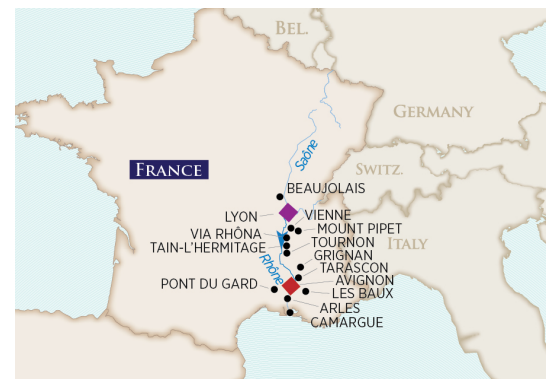 BEL.
GERMANY
Saône
FRANCE
SWITZ.
BEAUJOLAIS
LYON
VIENNE
MOUNT PIPET
VIA RHÔNA
TOURNON
TAIN-L'HERMITAGE
ITALY
GRIGNAN
Rhône
TARASCON
AVIGNON
PONT DU GARD
LES BAUX
ARLES
CAMARGUE